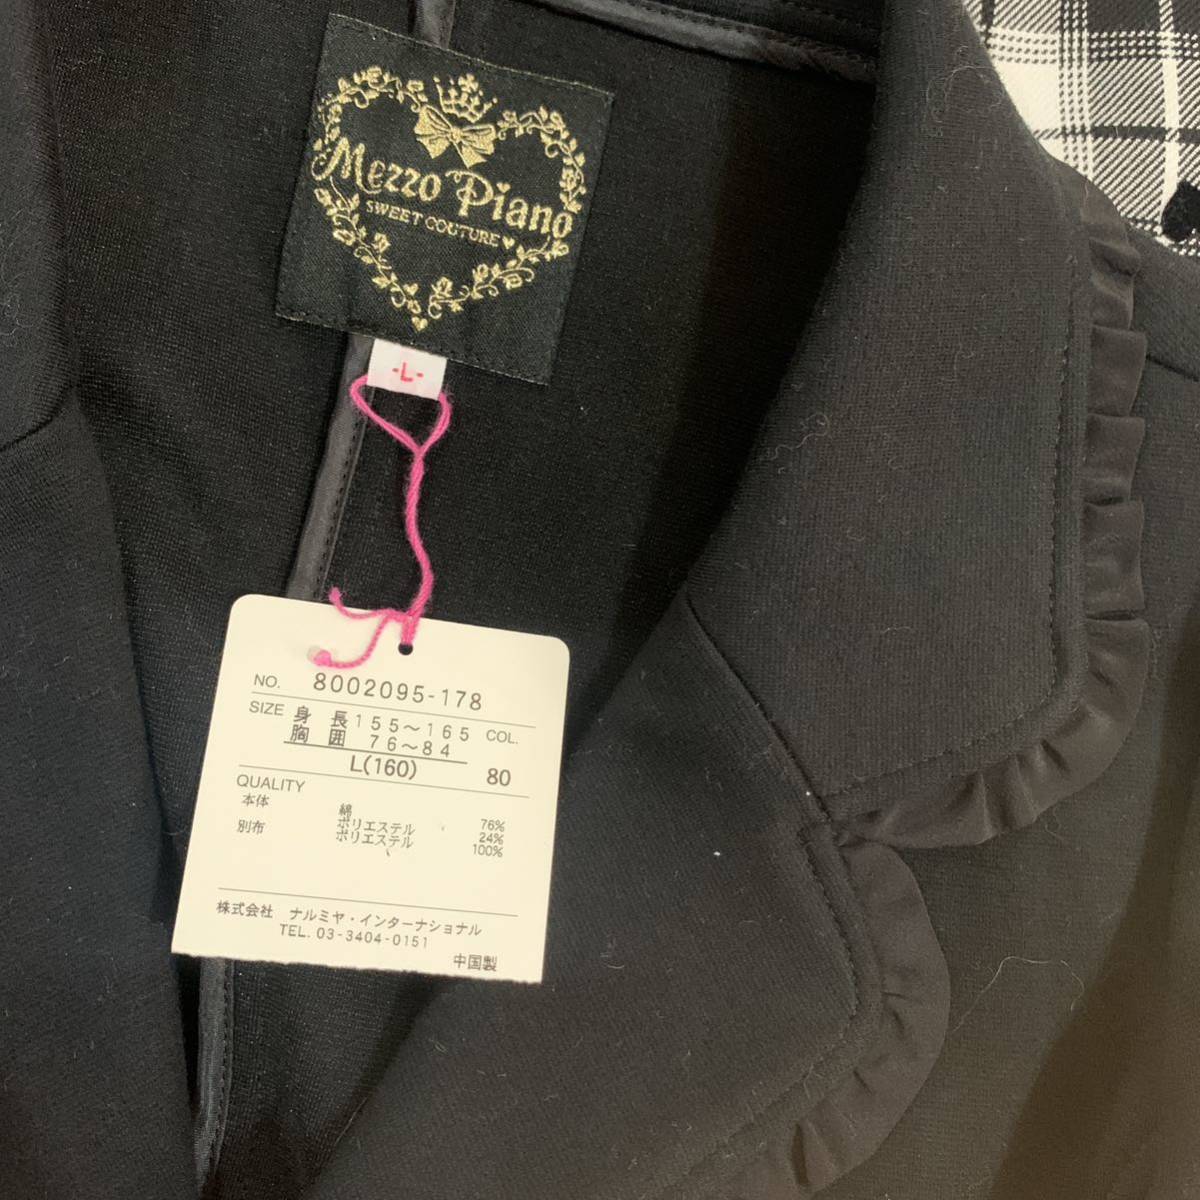 Mezzo Piano
SWEET COUTURE
-L-
NO. 8002095-178
SIZE 身長 155～165 COL.
胸囲 76～84
L(160) 80
QUALITY
本体 綿 76%
ポリエステル 24%
別布 ポリエステル 100%
株式会社 ナルミヤ・インターナショナル
TEL. 03-3404-0151
中国製